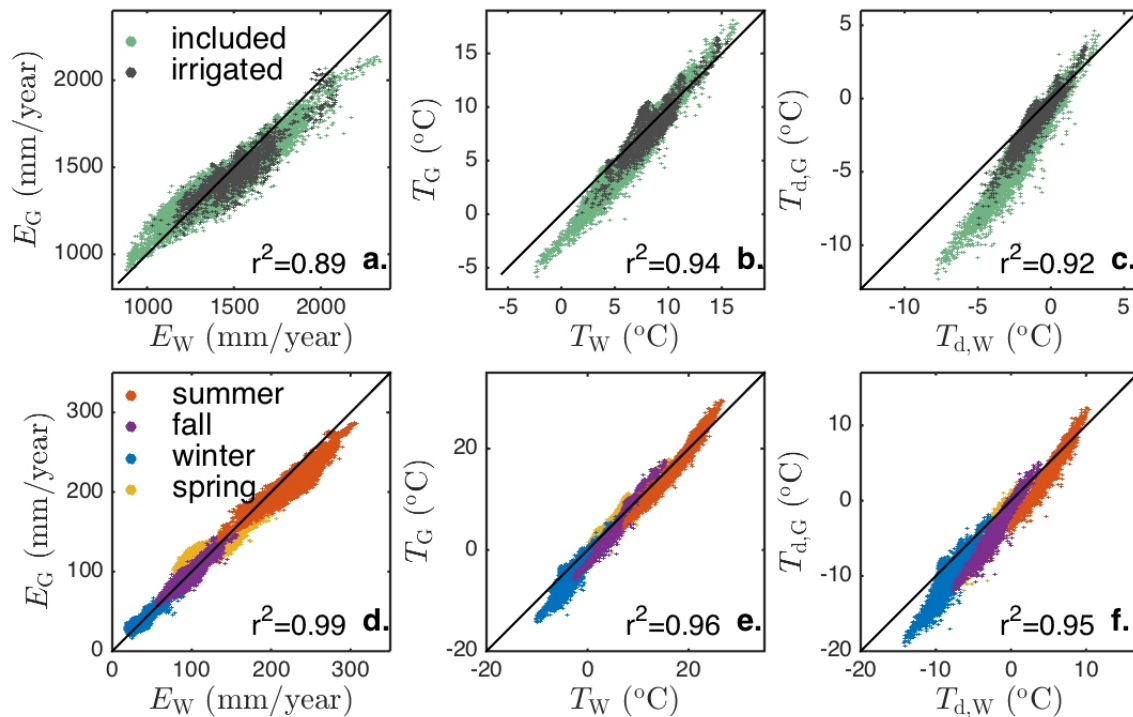 included
irrigated
2000
1500
1000
E_G (mm/year)
r²=0.89 a.
1000 1500 2000
E_W (mm/year)
15
10
5
0
-5
T_G (°C)
r²=0.94 b.
-5 0 5 10 15
T_W (°C)
5
0
-5
-10
T_d,G (°C)
r²=0.92 c.
-10 -5 0 5
T_d,W (°C)
summer
fall
winter
spring
300
200
100
0
E_G (mm/year)
r²=0.99 d.
0 100 200 300
E_W (mm/year)
20
0
-20
T_G (°C)
r²=0.96 e.
-20 0 20
T_W (°C)
10
0
-10
-20
T_d,G (°C)
r²=0.95 f.
-20 -10 0 10
T_d,W (°C)